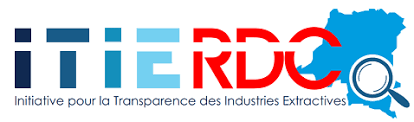 iTiE RDC
Initiative pour la Transparence des Industries Extractives